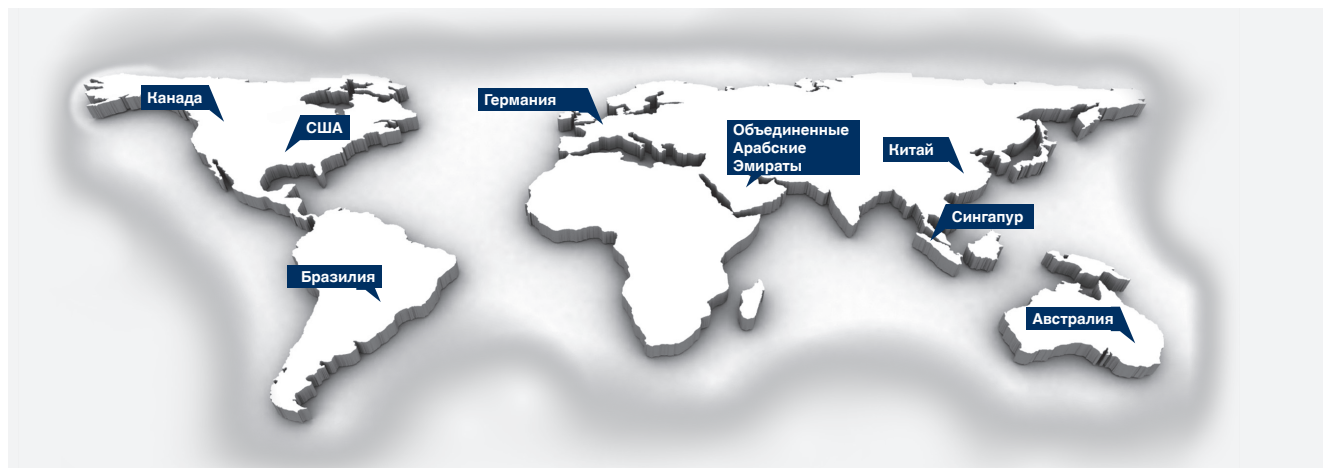 Канада
США
Германия
Объединенные
Арабские
Эмираты
Китай
Сингапур
Бразилия
Австралия